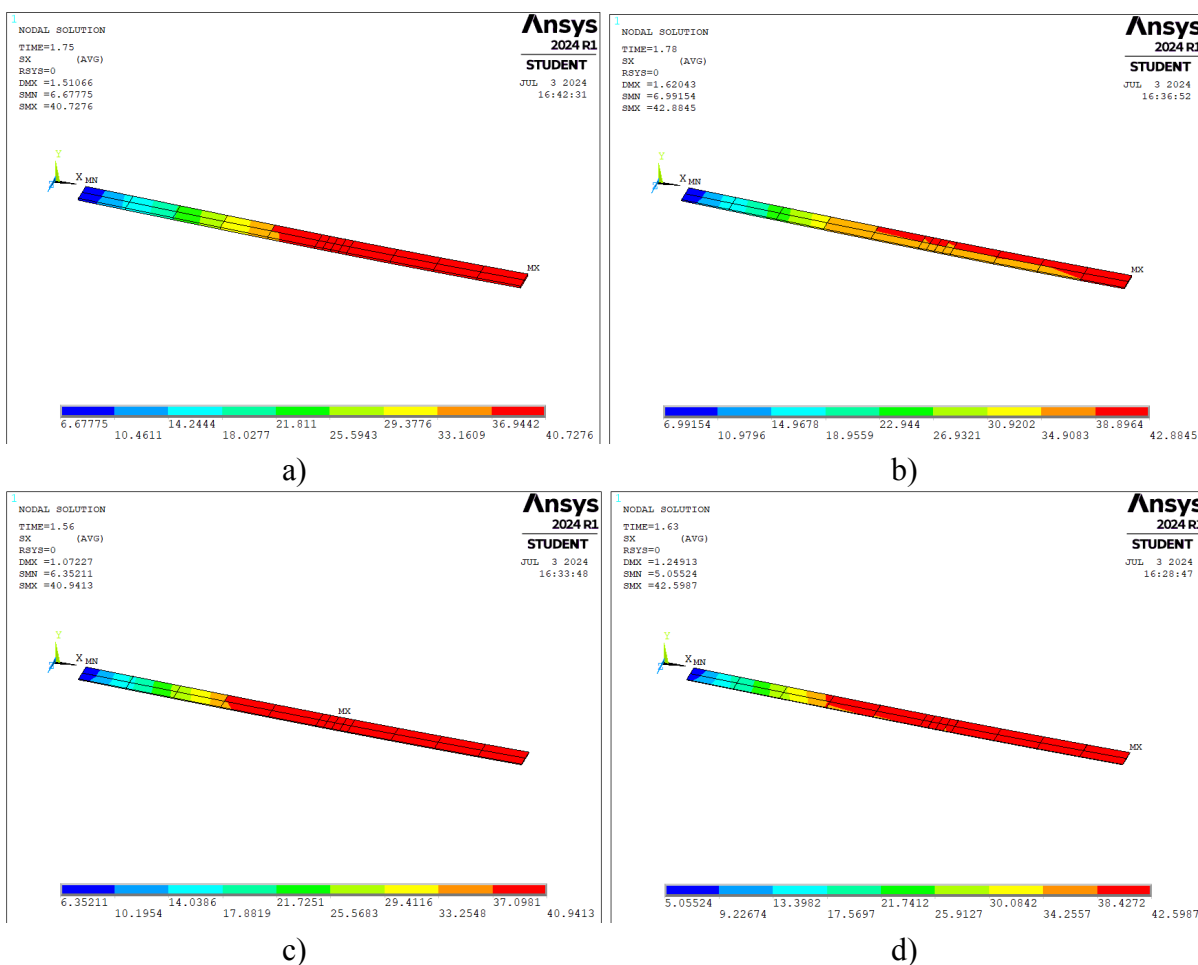 1
NODAL SOLUTION
TIME=1.75
SX (AVG)
RSYS=0
DMX =1.51066
SMN =6.67775
SMX =40.7276
Ansys
2024 R1
STUDENT
JUL 3 2024
16:42:31
Y
Z
X MN
MX
6.67775 14.2444 21.811 29.3776 36.9442
10.4611 18.0277 25.5943 33.1609 40.7276
a)
1
NODAL SOLUTION
TIME=1.78
SX (AVG)
RSYS=0
DMX =1.62043
SMN =6.99154
SMX =42.8845
Ansys
2024 R1
STUDENT
JUL 3 2024
16:36:52
Y
Z
X MN
MX
6.99154 14.9678 22.944 30.9202 38.8964
10.9796 18.9559 26.9321 34.9083 42.8845
b)
1
NODAL SOLUTION
TIME=1.56
SX (AVG)
RSYS=0
DMX =1.07227
SMN =6.35211
SMX =40.9413
Ansys
2024 R1
STUDENT
JUL 3 2024
16:33:48
Y
Z
X MN
MX
6.35211 14.0386 21.7251 29.4116 37.0981
10.1954 17.8819 25.5683 33.2548 40.9413
c)
1
NODAL SOLUTION
TIME=1.63
SX (AVG)
RSYS=0
DMX =1.24913
SMN =5.05524
SMX =42.5987
Ansys
2024 R1
STUDENT
JUL 3 2024
16:28:47
Y
Z
X MN
MX
5.05524 13.3982 21.7412 30.0842 38.4272
9.22674 17.5697 25.9127 34.2557 42.5987
d)